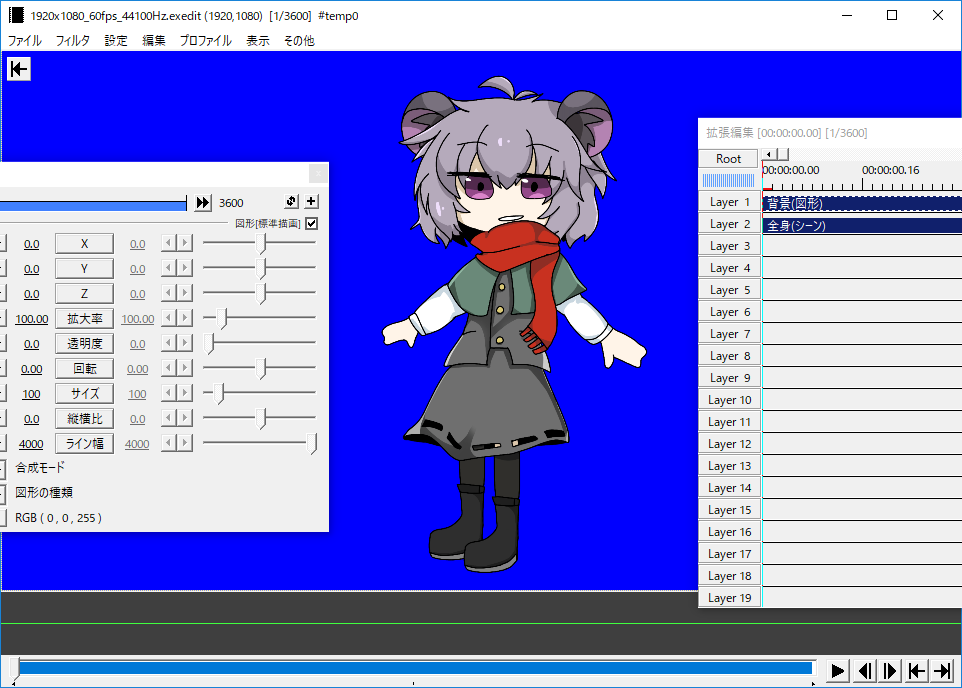 1920x1080_60fps_44100Hz.exedit (1920,1080) [1/3600] #temp0
ファイル フィルタ 設定 編集 プロファイル 表示 その他
3600
図形[標準描画]
0.0 X 0.0
0.0 Y 0.0
0.0 Z 0.0
100.00 拡大率 100.00
0.0 透明度 0.0
0.00 回転 0.00
100 サイズ 100
0.0 縦横比 0.0
4000 ライン幅 4000
合成モード
図形の種類
RGB ( 0 , 0 , 255 )
拡張編集 [00:00:00.00] [1/3600]
Root
00:00:00.00 00:00:00.16
Layer 1 背景(図形)
Layer 2 全身(シーン)
Layer 3
Layer 4
Layer 5
Layer 6
Layer 7
Layer 8
Layer 9
Layer 10
Layer 11
Layer 12
Layer 13
Layer 14
Layer 15
Layer 16
Layer 17
Layer 18
Layer 19